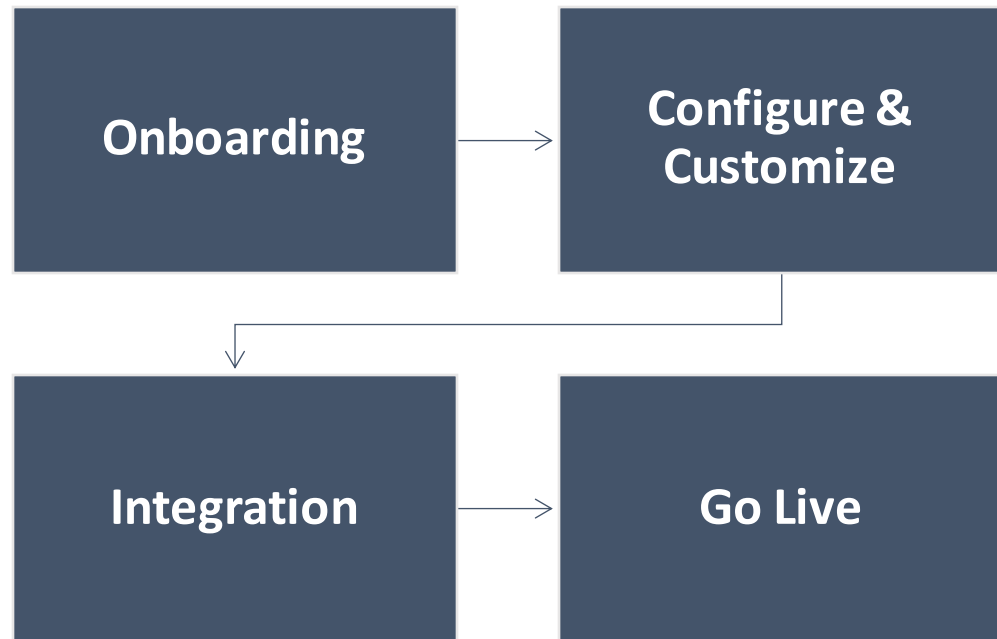 Onboarding
Configure &
Customize
Integration
Go Live